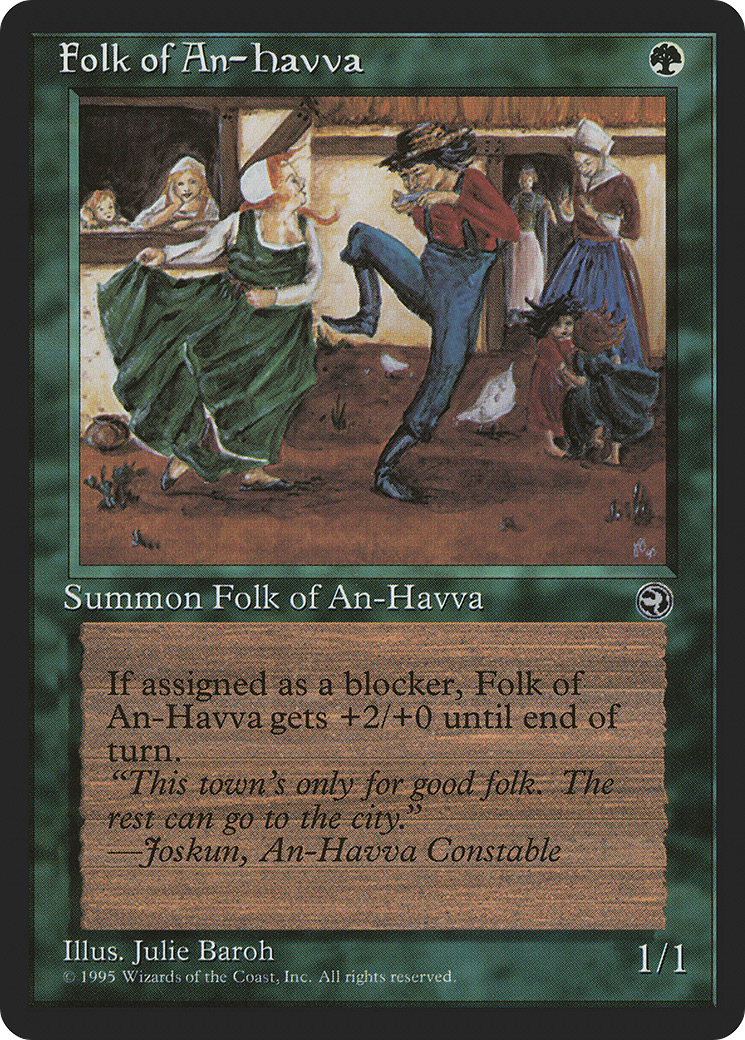 Folk of An-Havva
Summon Folk of An-Havva
If assigned as a blocker, Folk of
An-Havva gets +2/+0 until end of
turn.
“This town’s only for good folk. The
rest can go to the city.”
—Joskun, An-Havva Constable
Illus. Julie Baroh
1/1
© 1995 Wizards of the Coast, Inc. All rights reserved.